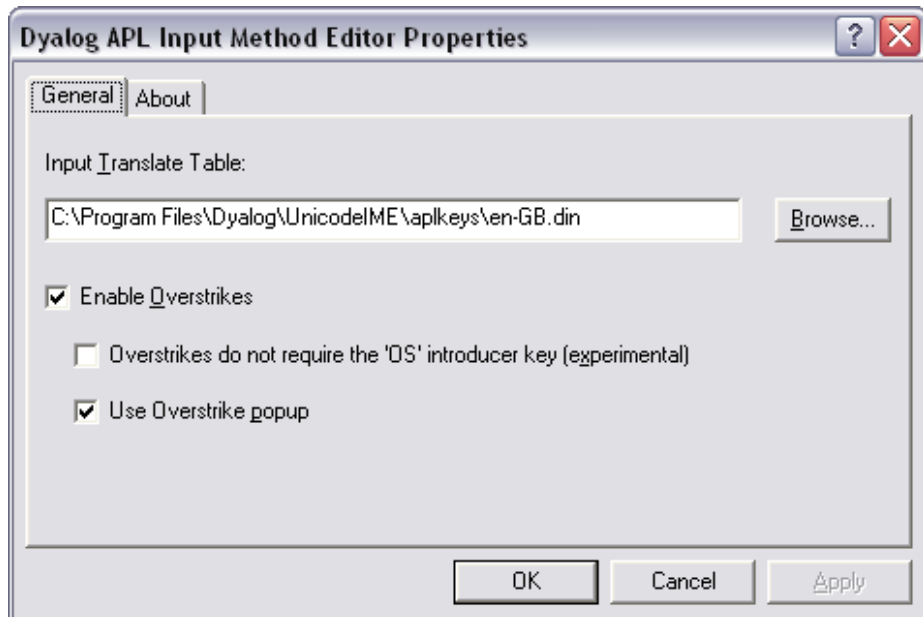 Dyalog APL Input Method Editor Properties
?
General About
Input Translate Table:
C:\Program Files\Dyalog\UnicodeIME\aplkeys\en-GB.din Browse...
Enable Overstrikes
Overstrikes do not require the 'OS' introducer key (experimental)
Use Overstrike popup
OK Cancel Apply